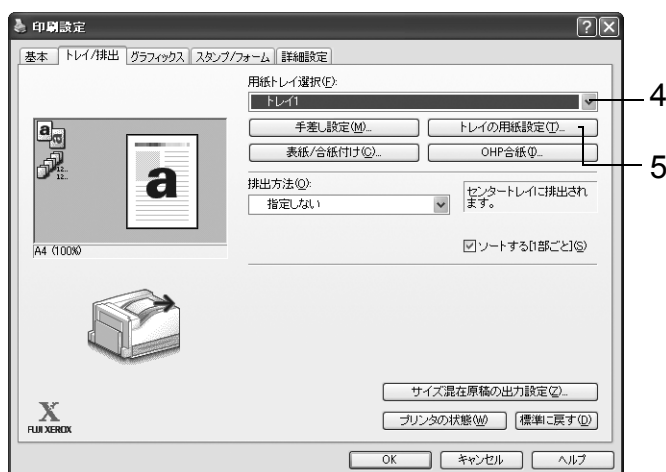 印刷設定
基本 トレイ/排出 グラフィックス スタンプ/フォーム 詳細設定
用紙トレイ選択(F):
トレイ1
4
手差し設定(M)... トレイの用紙設定(T)...
5
表紙/合紙付け(C)... OHP合紙(I)...
排出方法(O):
指定しない
センタートレイに排出されます。
ソートする[1部ごと](S)
a
a
12..
12..
a
A4 (100%)
サイズ混在原稿の出力設定(Z)...
プリンタの状態(W) 標準に戻す(D)
X
FUJI XEROX
OK キャンセル ヘルプ